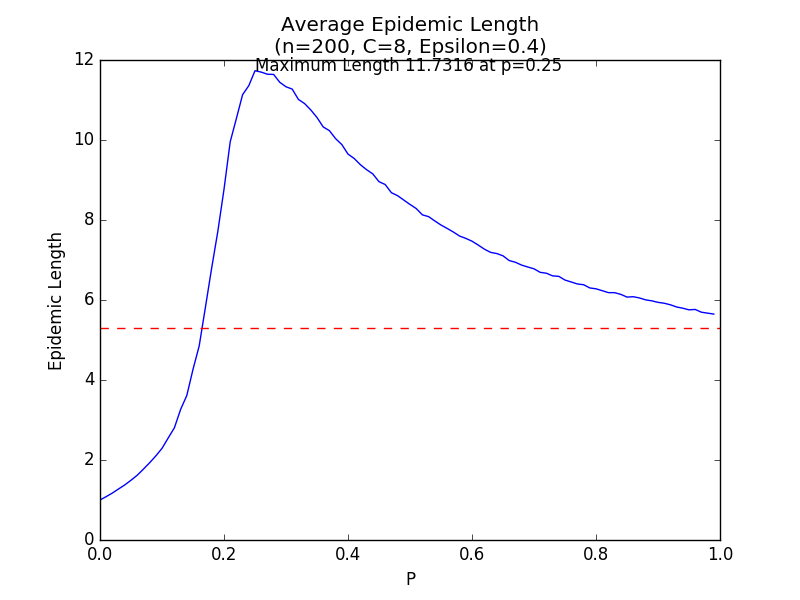 Average Epidemic Length
(n=200, C=8, Epsilon=0.4)
Maximum Length 11.7316 at p=0.25
12
10
8
6
4
2
0
Epidemic Length
0.0 0.2 0.4 0.6 0.8 1.0
P